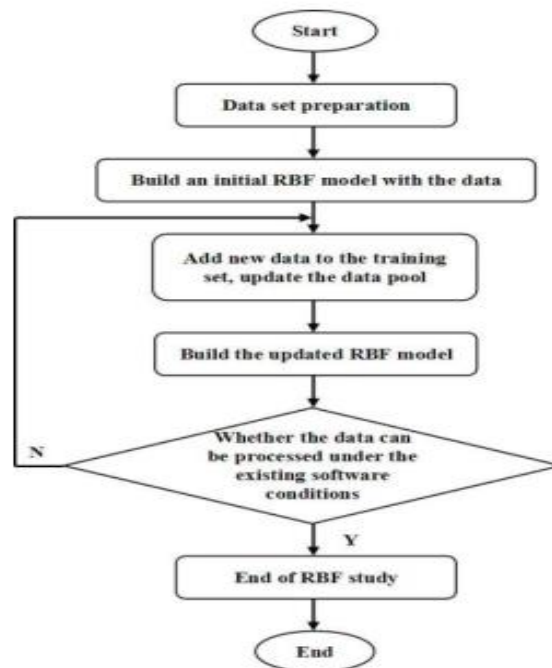 Start
Data set preparation
Build an initial RBF model with the data
Add new data to the training
set, update the data pool
Build the updated RBF model
Whether the data can
be processed under the
existing software
conditions
N
Y
End of RBF study
End